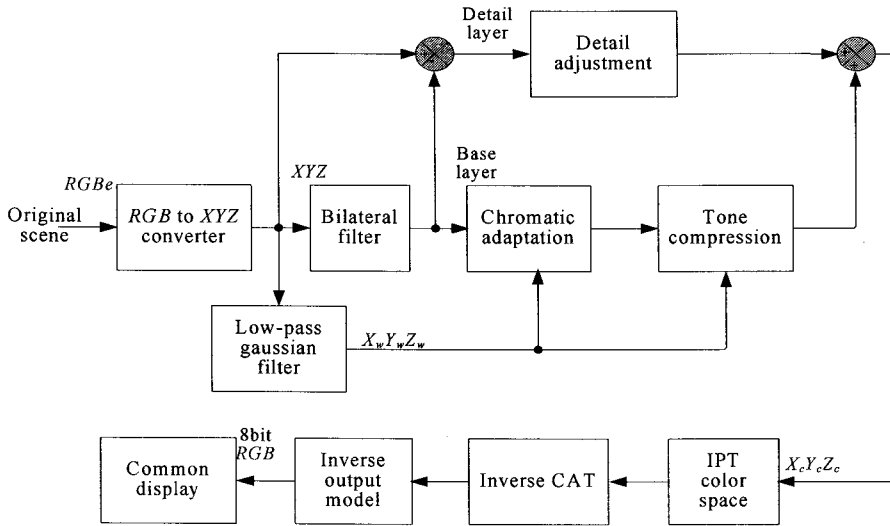 Detail
layer
Detail
adjustment
RGBe
XYZ
Base
layer
Original
scene
RGB to XYZ
converter
Bilateral
filter
Chromatic
adaptation
Tone
compression
Low-pass
gaussian
filter
XwYwZw
8bit
RGB
Common
display
Inverse
output
model
Inverse CAT
IPT
color
space
XcYcZc